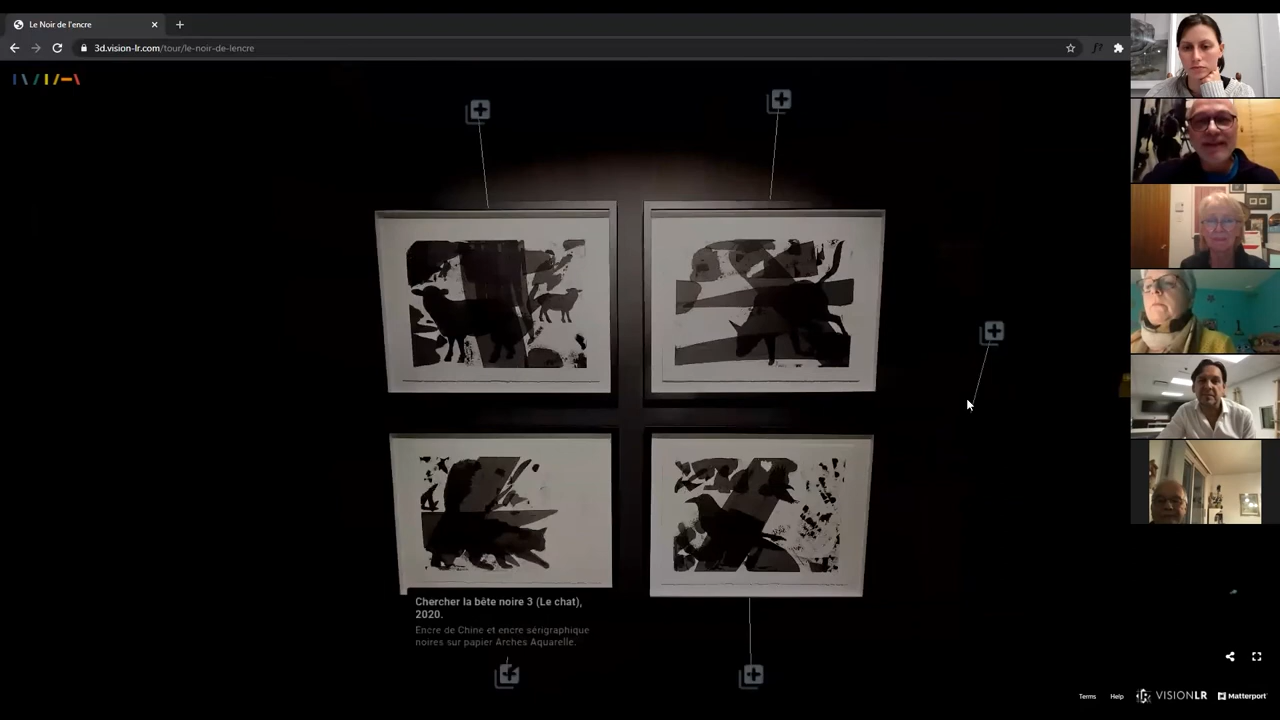 Le Noir de l'encre
3d.vision-lr.com/tour/le-noir-de-lencre
f?
Chercher la bête noire 3 (Le chat),
2020.
Encre de Chine et encre sérigraphique
noires sur papier Arches Aquarelle.
Terms
Help
VISIONLR
Matterport